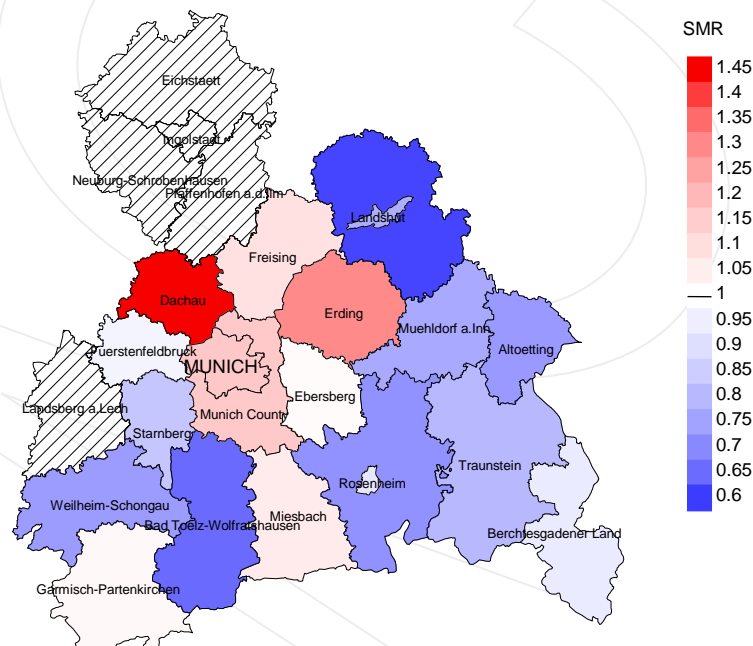 SMR
1.45
1.4
1.35
1.3
1.25
1.2
1.15
1.1
1.05
1
0.95
0.9
0.85
0.8
0.75
0.7
0.65
0.6
Eichstaett
Ingolstadt
Neuburg-Schrobenhausen
Pfaffenhofen a.d.Ilm
Landshut
Freising
Dachau
Erding
Muehldorf a.Inn
Altoetting
Fuerstenfeldbruck
MUNICH
Ebersberg
Landsberg a.Lech
Munich Count
Starnberg
Traunstein
Rosenheim
Weilheim-Schongau
Miesbach
Bad Toelz-Wolfratshausen
Berchtesgadener Land
Garmisch-Partenkirchen